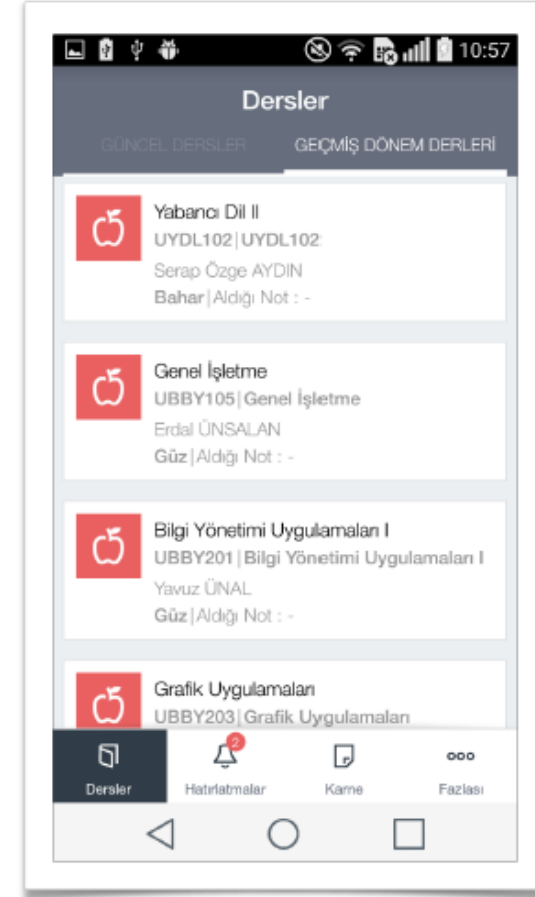 10:57
Dersler
GÜNCEL DERSLER
GEÇMİŞ DÖNEM DERLERİ
Yabancı Dil II
UYDL102|UYDL102
Serap Özge AYDIN
Bahar|Aldığı Not : -
Genel İşletme
UBBY105|Genel İşletme
Erdal ÜNSALAN
Güz|Aldığı Not : -
Bilgi Yönetimi Uygulamaları I
UBBY201|Bilgi Yönetimi Uygulamaları I
Yavuz ÜNAL
Güz|Aldığı Not : -
Grafik Uygulamaları
UBBY203|Grafik Uygulamaları
2
Dersler
Hatırlatmalar
Karne
Fazlası